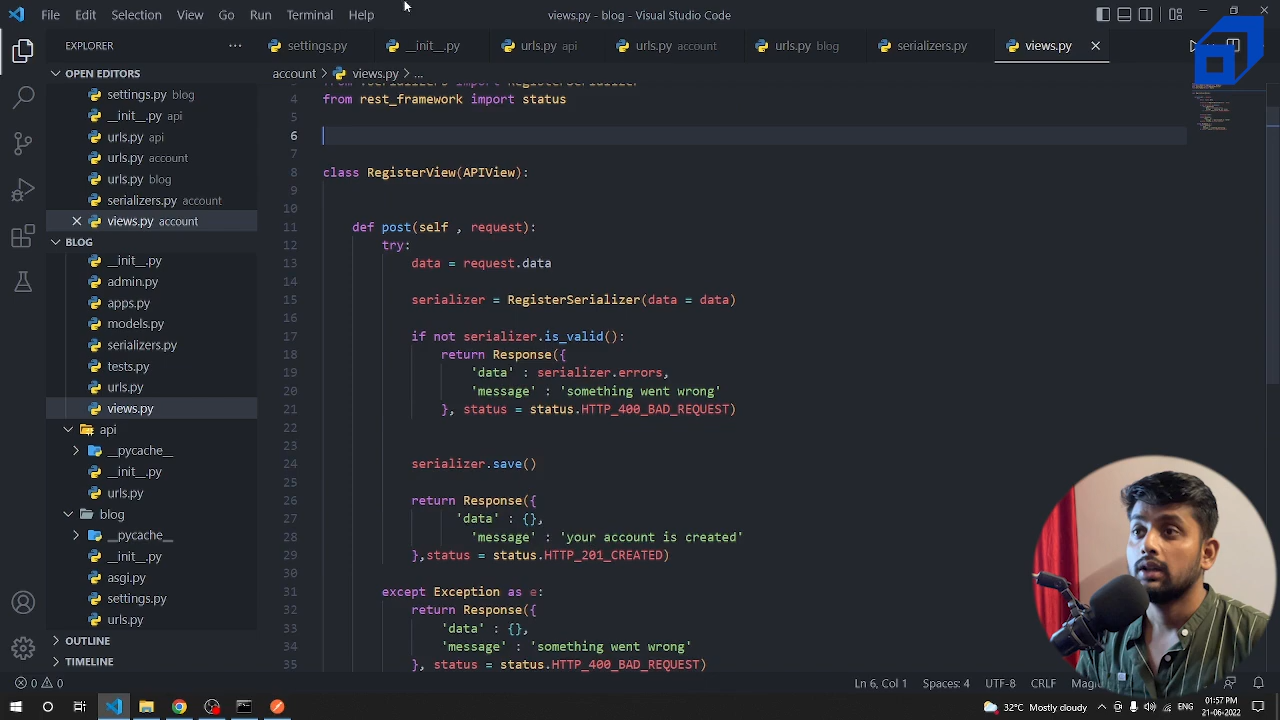 File Edit Selection View Go Run Terminal Help
views.py - blog - Visual Studio Code
EXPLORER
OPEN EDITORS
settings.py blog
__init__.py api
urls.py api
urls.py account
urls.py blog
serializers.py account
views.py account
BLOG
__init__.py
admin.py
apps.py
models.py
serializers.py
tests.py
urls.py
views.py
api
__pycache__
__init__.py
urls.py
blog
__pycache__
__init__.py
asgi.py
settings.py
urls.py
OUTLINE
TIMELINE
settings.py
__init__.py
urls.py api
urls.py account
urls.py blog
serializers.py
views.py
account > views.py > ...
4 from rest_framework import status
5
6
7
8 class RegisterView(APIView):
9
10
11 def post(self , request):
12 try:
13 data = request.data
14
15 serializer = RegisterSerializer(data = data)
16
17 if not serializer.is_valid():
18 return Response({
19 'data' : serializer.errors,
20 'message' : 'something went wrong'
21 }, status = status.HTTP_400_BAD_REQUEST)
22
23
24 serializer.save()
25
26 return Response({
27 'data' : {},
28 'message' : 'your account is created'
29 },status = status.HTTP_201_CREATED)
30
31 except Exception as e:
32 return Response({
33 'data' : {},
34 'message' : 'something went wrong'
35 }, status = status.HTTP_400_BAD_REQUEST)
0 0
Ln 6, Col 1 Spaces: 4 UTF-8 CRLF
32°C Mostly cloudy
ENG
01:57 PM
21-06-2022